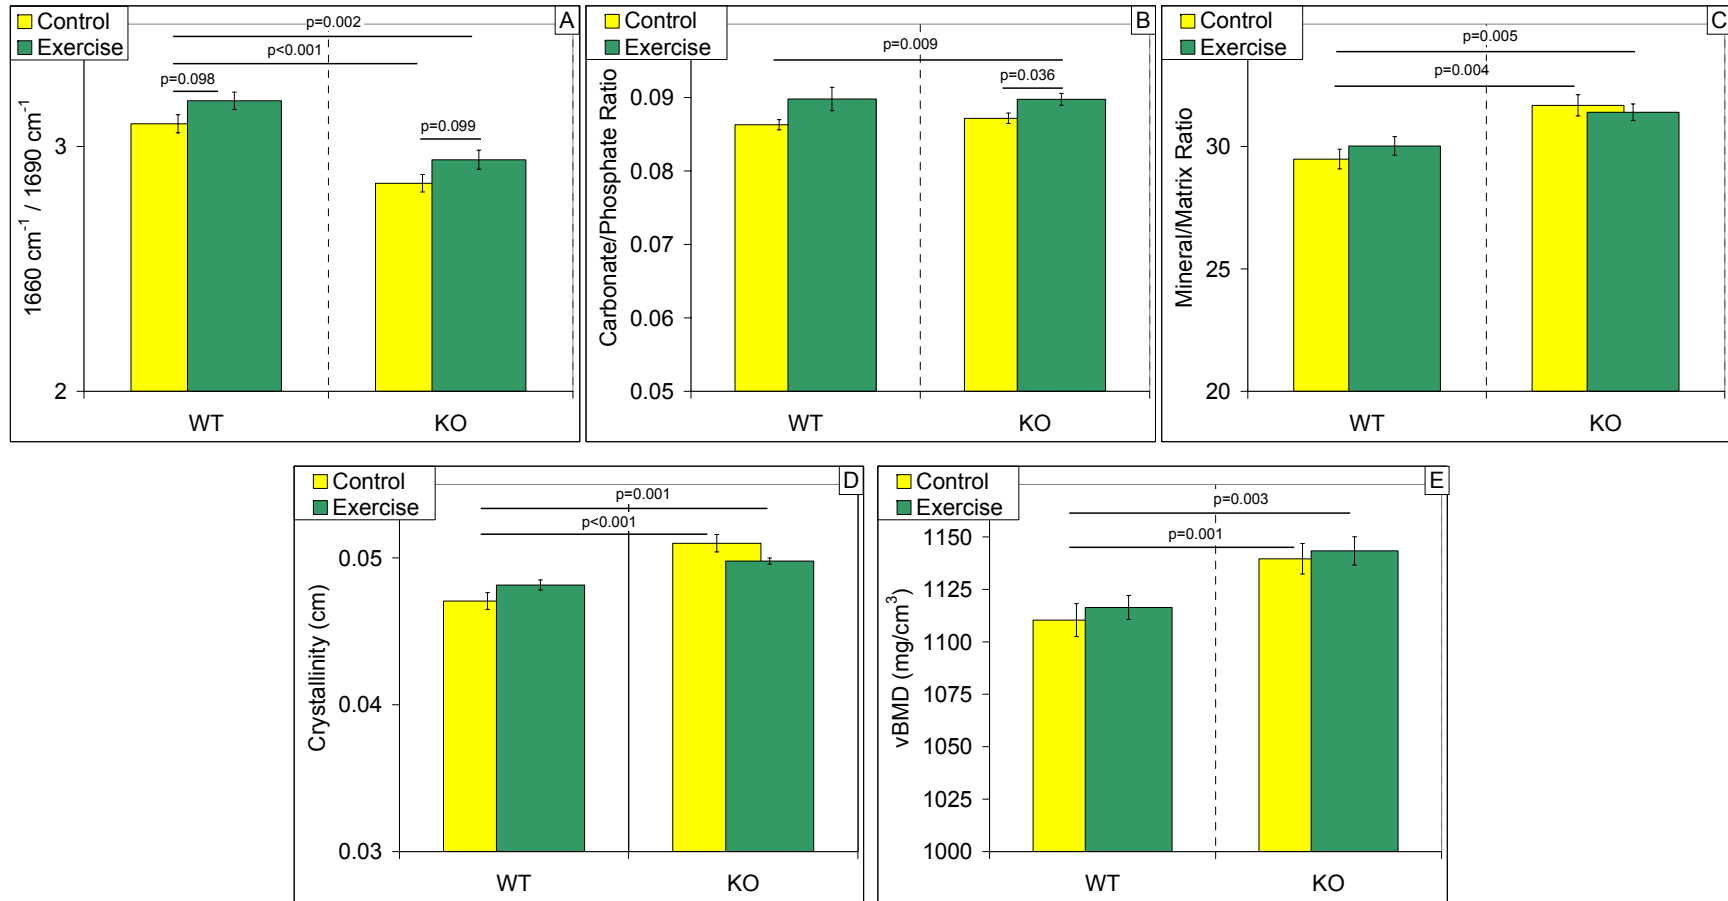 Control
Exercise
A
p=0.002
p<0.001
p=0.098
p=0.099
1660 cm⁻¹ / 1690 cm⁻¹
3
2
WT
KO
Control
Exercise
B
p=0.009
p=0.036
Carbonate/Phosphate Ratio
0.09
0.08
0.07
0.06
0.05
WT
KO
Control
Exercise
C
p=0.005
p=0.004
Mineral/Matrix Ratio
30
25
20
WT
KO
Control
Exercise
D
p=0.001
p<0.001
Crystallinity (cm)
0.05
0.04
0.03
WT
KO
Control
Exercise
E
p=0.003
p=0.001
vBMD (mg/cm³)
1150
1125
1100
1075
1050
1025
1000
WT
KO